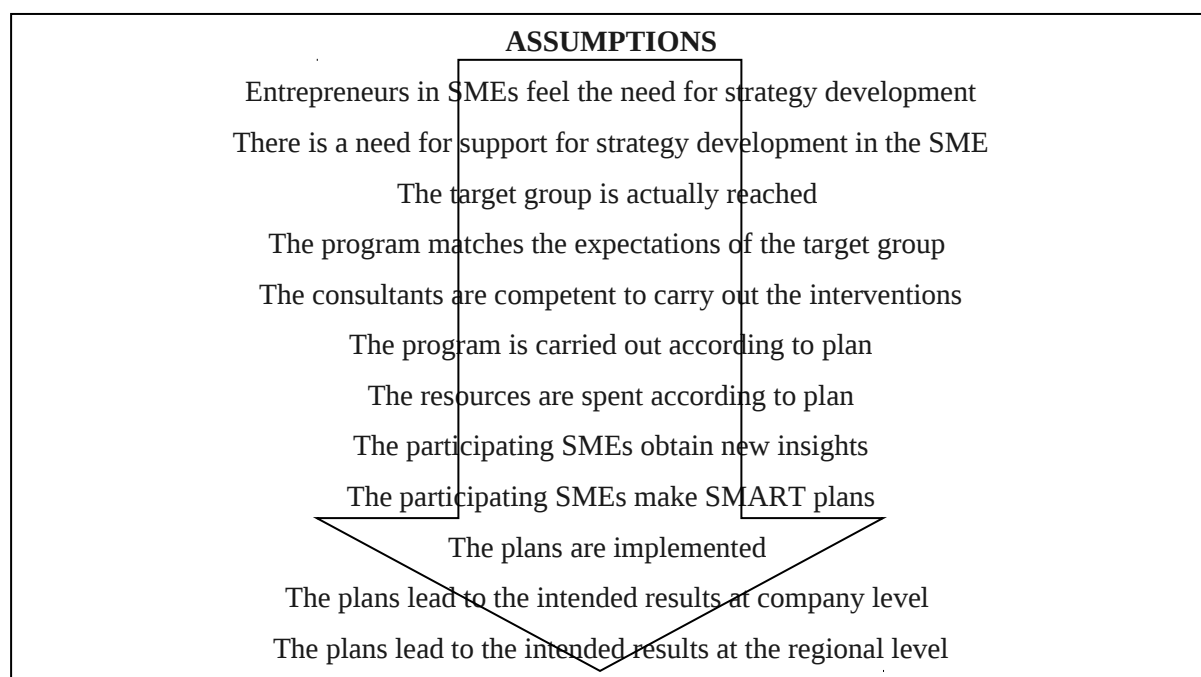 ASSUMPTIONS
Entrepreneurs in SMEs feel the need for strategy development
There is a need for support for strategy development in the SME
The target group is actually reached
The program matches the expectations of the target group
The consultants are competent to carry out the interventions
The program is carried out according to plan
The resources are spent according to plan
The participating SMEs obtain new insights
The participating SMEs make SMART plans
The plans are implemented
The plans lead to the intended results at company level
The plans lead to the intended results at the regional level